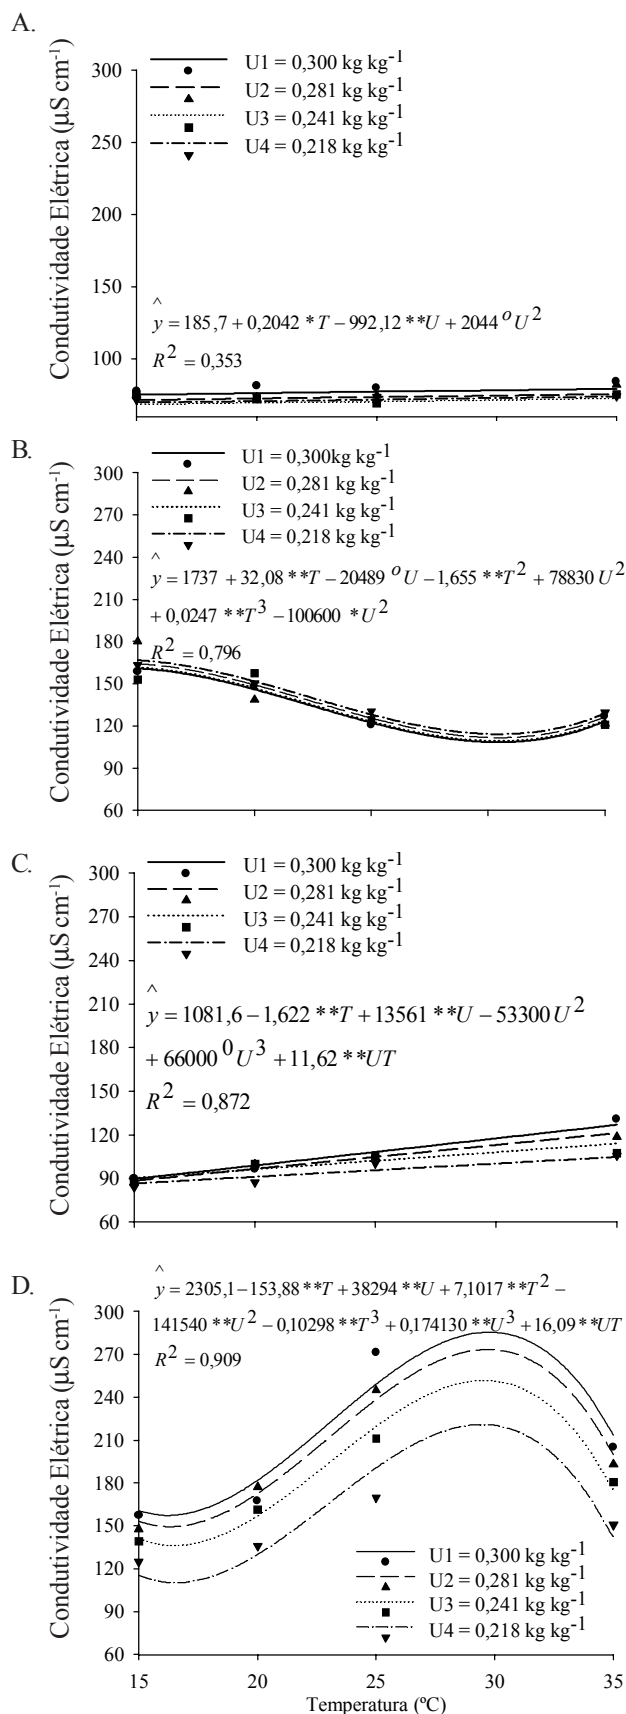 A.
Condutividade Elétrica (µS cm⁻¹)
300
250
200
150
100
U1 = 0,300 kg kg⁻¹
U2 = 0,281 kg kg⁻¹
U3 = 0,241 kg kg⁻¹
U4 = 0,218 kg kg⁻¹
ŷ = 185,7 + 0,2042 * T − 992,12 **U + 2044 ᵒ U²
R² = 0,353
B.
Condutividade Elétrica (µS cm⁻¹)
300
270
240
210
180
150
120
90
60
U1 = 0,300kg kg⁻¹
U2 = 0,281 kg kg⁻¹
U3 = 0,241 kg kg⁻¹
U4 = 0,218 kg kg⁻¹
ŷ = 1737 + 32,08 **T − 20489 ᵒ U − 1,655 **T² + 78830 U²
+ 0,0247 **T³ − 100600 *U²
R² = 0,796
C.
Condutividade Elétrica (µS cm⁻¹)
300
270
240
210
180
150
120
90
60
U1 = 0,300 kg kg⁻¹
U2 = 0,281 kg kg⁻¹
U3 = 0,241 kg kg⁻¹
U4 = 0,218 kg kg⁻¹
ŷ = 1081,6 − 1,622 **T + 13561 **U − 53300 U²
+ 66000 ⁰ U³ + 11,62 **UT
R² = 0,872
D.
Condutividade Elétrica (µS cm⁻¹)
300
270
240
210
180
150
120
90
60
ŷ = 2305,1 − 153,88 **T + 38294 **U + 7,1017 **T² −
141540 **U² − 0,10298 **T³ + 0,174130 **U³ + 16,09 **UT
R² = 0,909
U1 = 0,300 kg kg⁻¹
U2 = 0,281 kg kg⁻¹
U3 = 0,241 kg kg⁻¹
U4 = 0,218 kg kg⁻¹
15 20 25 30 35
Temperatura (ºC)